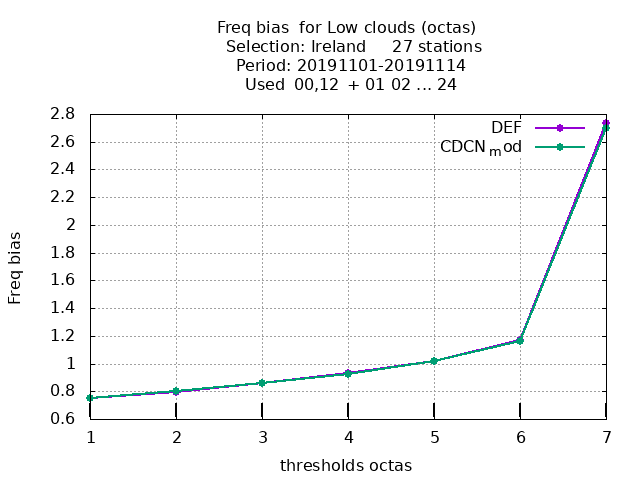 Freq bias for Low clouds (octas)
Selection: Ireland 27 stations
Period: 20191101-20191114
Used 00,12 + 01 02 ... 24
DEF
CDCNmod
2.8
2.6
2.4
2.2
2
1.8
1.6
1.4
1.2
1
0.8
0.6
Freq bias
1 2 3 4 5 6 7
thresholds octas